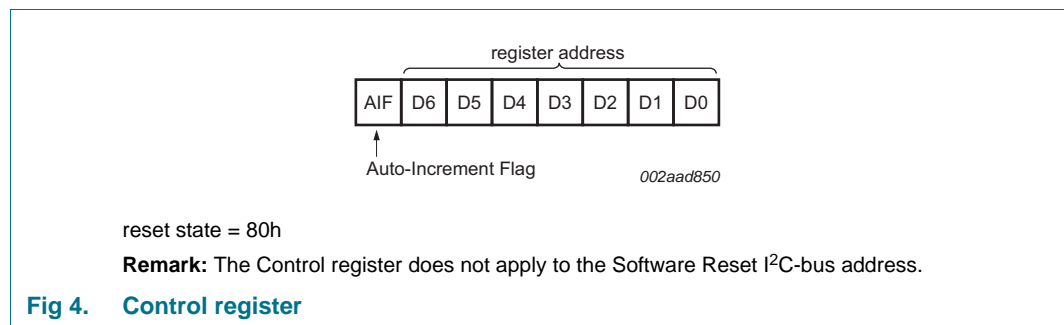 register address
AIF D6 D5 D4 D3 D2 D1 D0
Auto-Increment Flag
002aad850
reset state = 80h
Remark: The Control register does not apply to the Software Reset I²C-bus address.
Fig 4. Control register